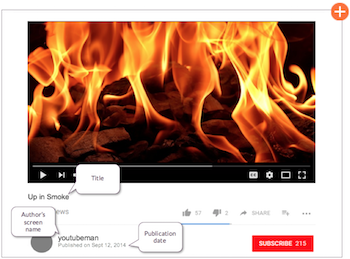 CC
Title
Up in Smoke
57
2
SHARE
Author's
screen
name
youtubeman
Published on Sept 12, 2014
Publication
date
SUBSCRIBE 215